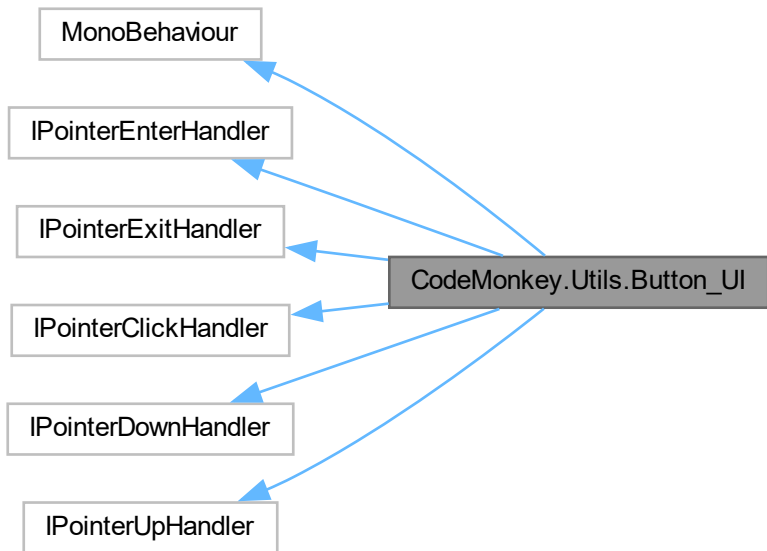 MonoBehaviour
IPointerEnterHandler
IPointerExitHandler
CodeMonkey.Utils.Button_UI
IPointerClickHandler
IPointerDownHandler
IPointerUpHandler